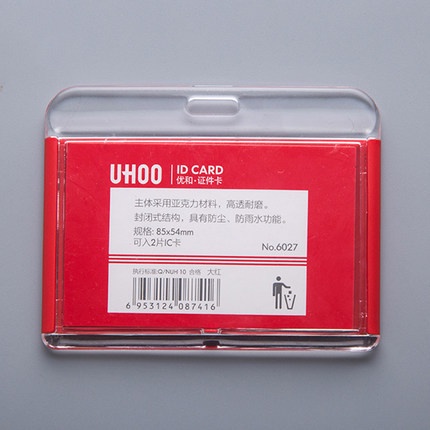 UHOO ID CARD
优和·证件卡
主体采用亚克力材料，高透耐磨。
封闭式结构，具有防尘、防雨水功能。
规格: 85x54mm
可入2片IC卡
No.6027
执行标准:Q/NUH 10 合格 大红
6 953124 087416